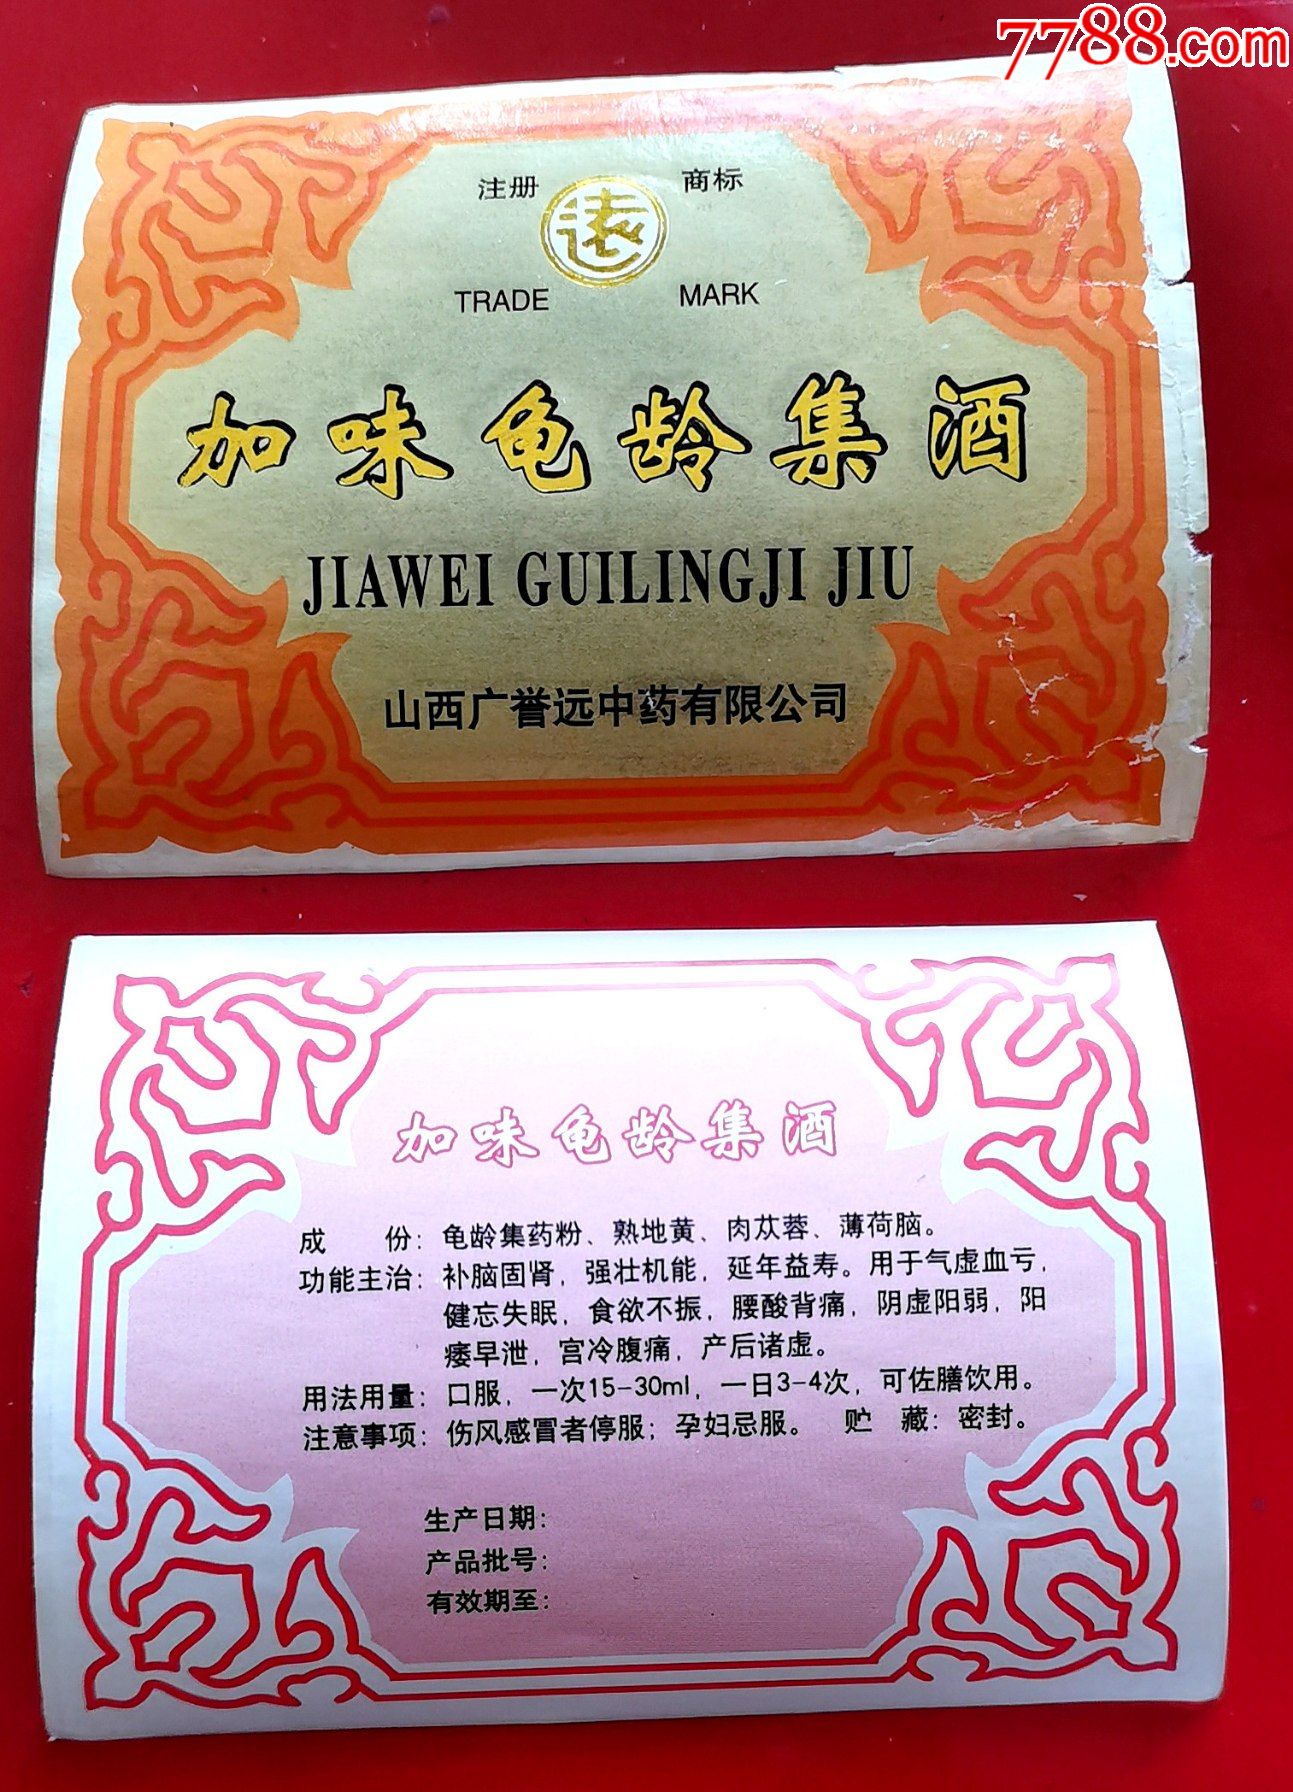 7788.com
注册 商标
遠
TRADE MARK
加味龟龄集酒
JIAWEI GUILINGJI JIU
山西广誉远中药有限公司
加味龟龄集酒
成　　份：龟龄集药粉、熟地黄、肉苁蓉、薄荷脑。
功能主治：补脑固肾，强壮机能，延年益寿。用于气虚血亏，
健忘失眠，食欲不振，腰酸背痛，阴虚阳弱，阳
痿早泄，宫冷腹痛，产后诸虚。
用法用量：口服，一次15-30ml，一日3-4次，可佐膳饮用。
注意事项：伤风感冒者停服；孕妇忌服。　贮　藏：密封。
生产日期：
产品批号：
有效期至：